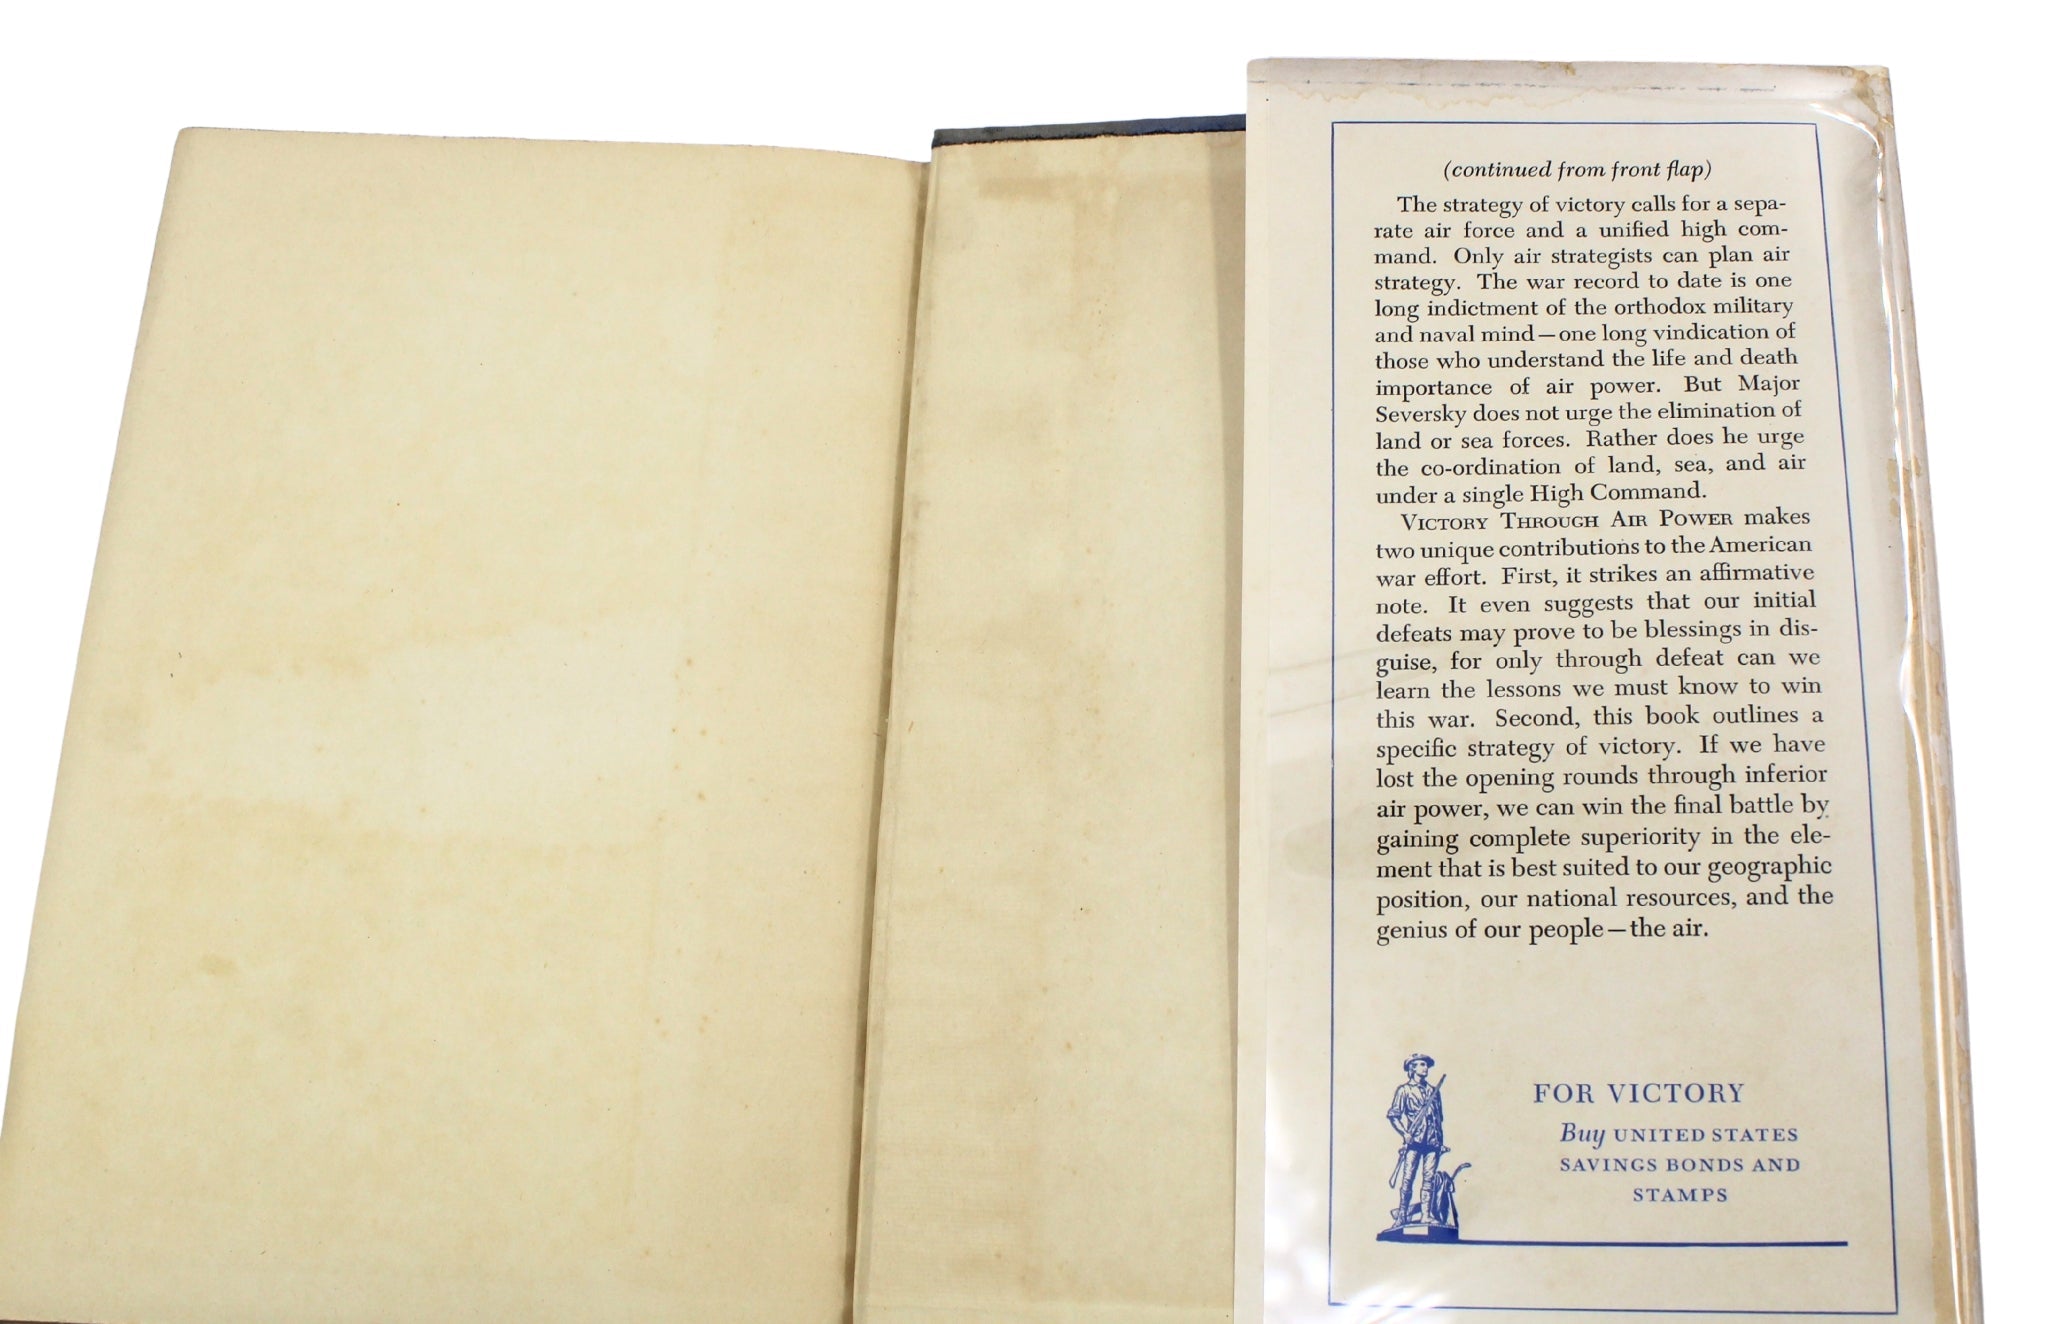 (continued from front flap)
The strategy of victory calls for a sepa-
rate air force and a unified high com-
mand. Only air strategists can plan air
strategy. The war record to date is one
long indictment of the orthodox military
and naval mind—one long vindication of
those who understand the life and death
importance of air power. But Major
Seversky does not urge the elimination of
land or sea forces. Rather does he urge
the co-ordination of land, sea, and air
under a single High Command.
VICTORY THROUGH AIR POWER makes
two unique contributions to the American
war effort. First, it strikes an affirmative
note. It even suggests that our initial
defeats may prove to be blessings in dis-
guise, for only through defeat can we
learn the lessons we must know to win
this war. Second, this book outlines a
specific strategy of victory. If we have
lost the opening rounds through inferior
air power, we can win the final battle by
gaining complete superiority in the ele-
ment that is best suited to our geographic
position, our national resources, and the
genius of our people—the air.
FOR VICTORY
Buy UNITED STATES
SAVINGS BONDS AND
STAMPS